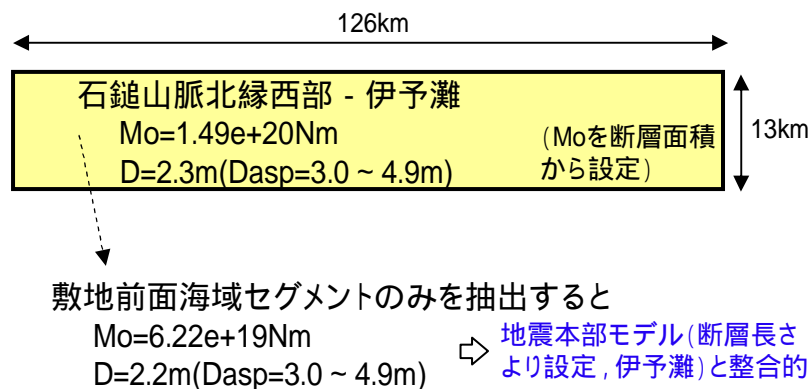 126km
石鎚山脈北縁西部 - 伊予灘
Mo=1.49e+20Nm
D=2.3m(Dasp=3.0 ~ 4.9m)
(Moを断層面積
から設定)
13km
敷地前面海域セグメントのみを抽出すると
Mo=6.22e+19Nm
D=2.2m(Dasp=3.0 ~ 4.9m)
地震本部モデル(断層長さ
より設定,伊予灘)と整合的